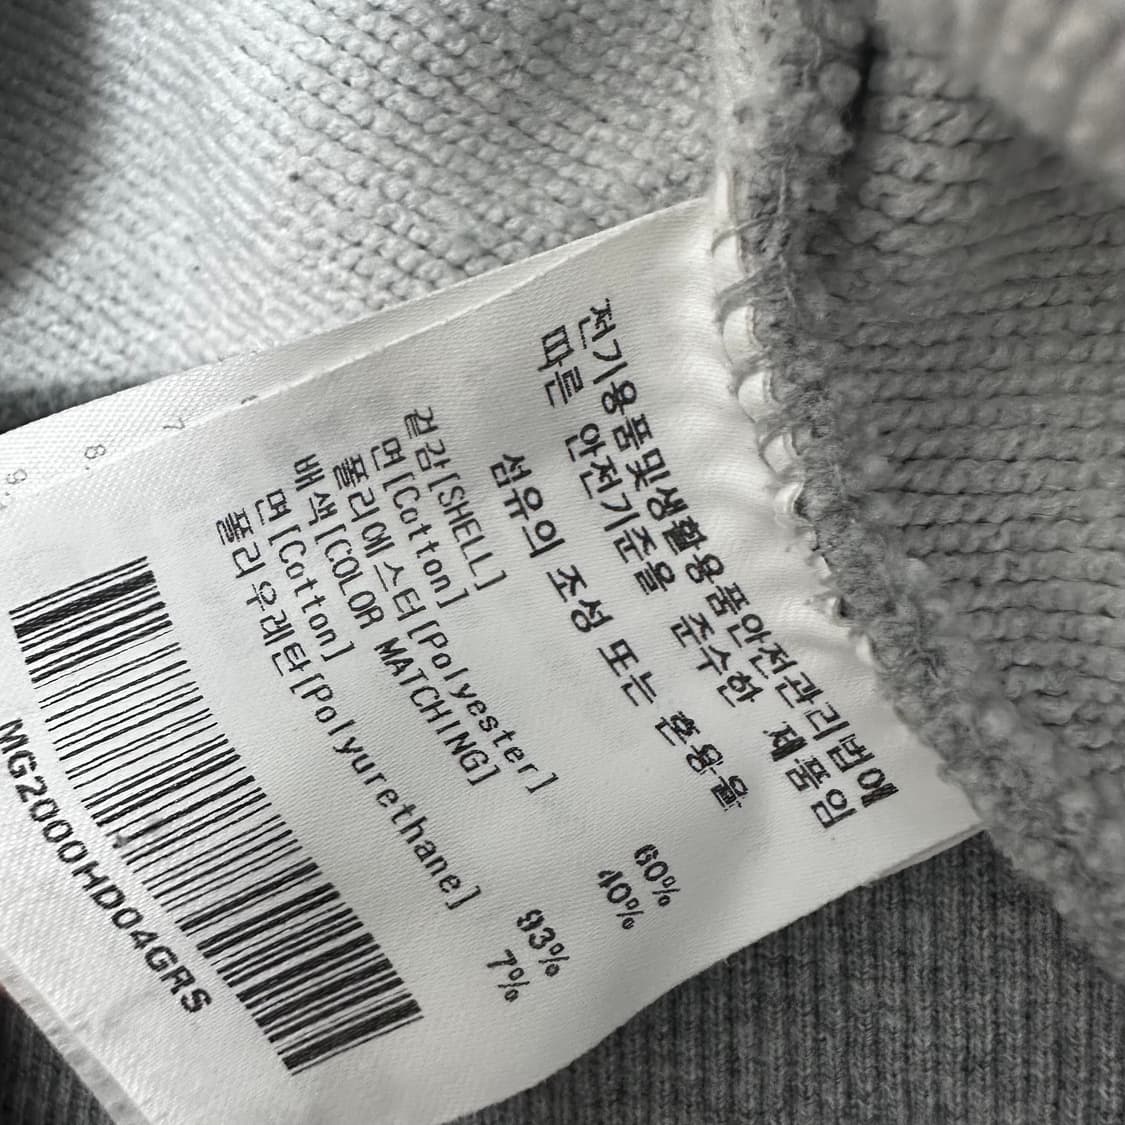 전기용품및생활용품안전관리법에
따른 안전기준을 준수한 제품임
섬유의 조성 또는 혼용율
겉감[SHELL]
면[Cotton] 60%
폴리에스터[Polyester] 40%
배색[COLOR MATCHING]
면[Cotton] 93%
폴리우레탄[Polyurethane] 7%
MG2000HD04GRS